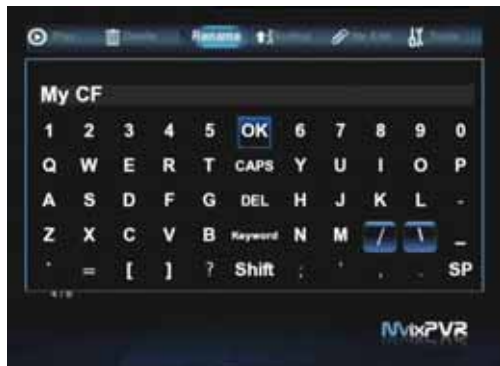 Rename
My CF
1 2 3 4 5 OK 6 7 8 9 0
Q W E R T CAPS Y U I O P
A S D F G DEL H J K L -
Z X C V B Keyword N M / \ _
= [ ] ? Shift ; ' , . SP
MvixPVR